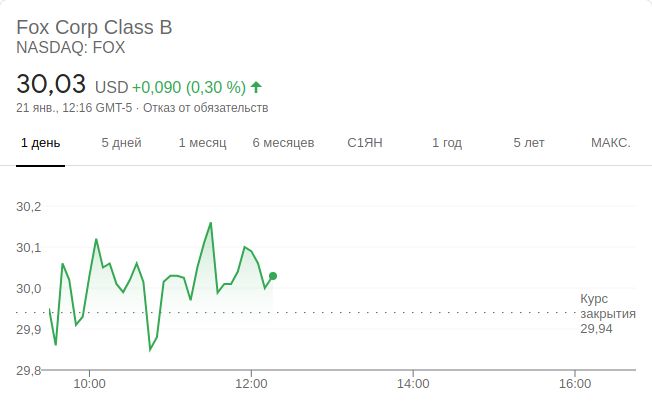 Fox Corp Class B
NASDAQ: FOX
30,03 USD +0,090 (0,30 %)
21 янв., 12:16 GMT-5 · Отказ от обязательств
1 день 5 дней 1 месяц 6 месяцев С1ЯН 1 год 5 лет МАКС.
30,2
30,1
30,0
29,9
29,8
Курс
закрытия
29,94
10:00 12:00 14:00 16:00